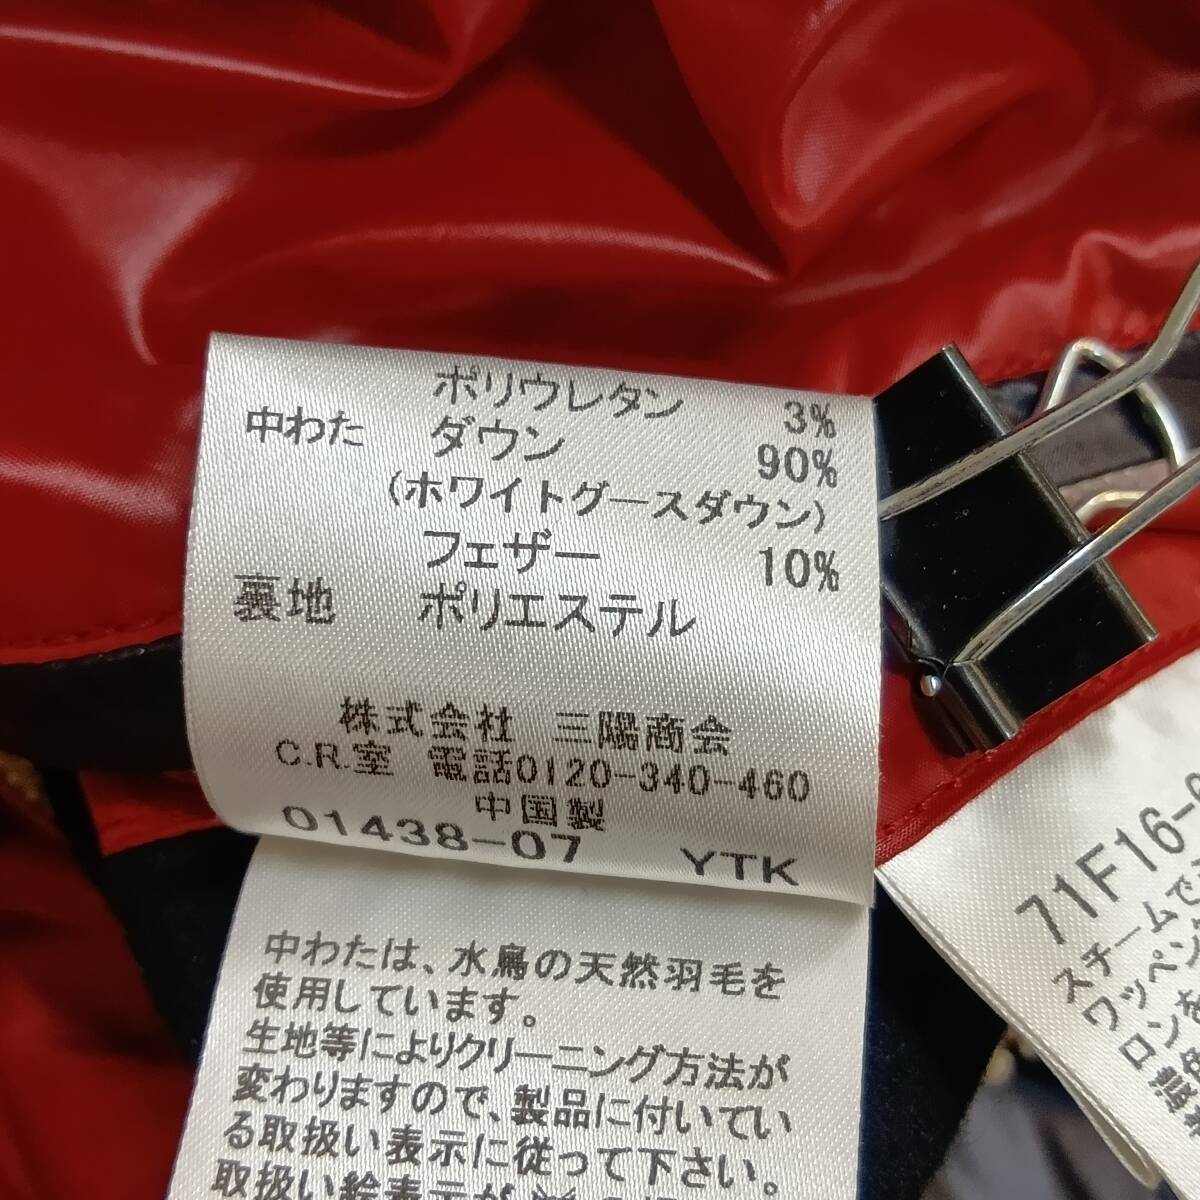 ポリウレタン 3%
中わた ダウン 90%
(ホワイトグースダウン)
フェザー 10%
裏地 ポリエステル
株式会社 三陽商会
C.R.室 電話0120-340-460
中国製
01438-07 YTK
中わたは、水鳥の天然羽毛を
使用しています。
生地等によりクリーニング方法が
変わりますので、製品に付いてい
る取扱い表示に従って下さい。
取扱い絵表示が
71F16-
スチームで
ワッペン
ロンを